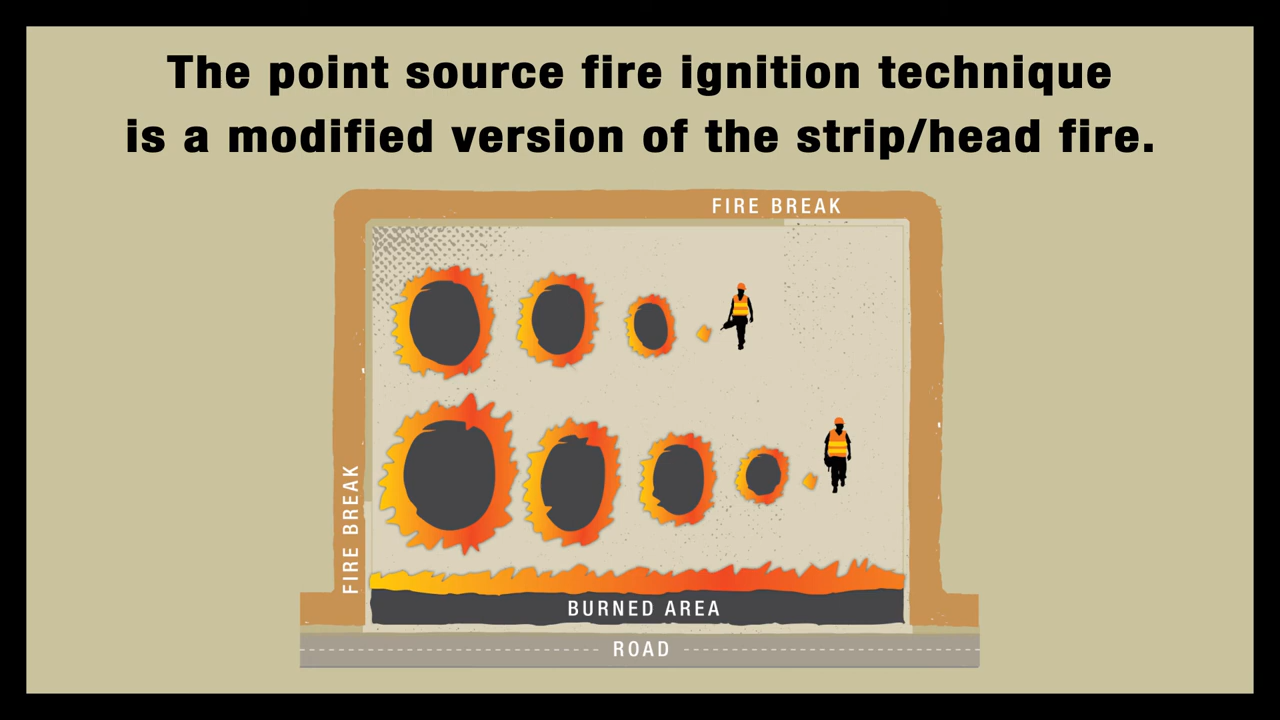 The point source fire ignition technique
is a modified version of the strip/head fire.
FIRE BREAK
FIRE BREAK
BURNED AREA
ROAD